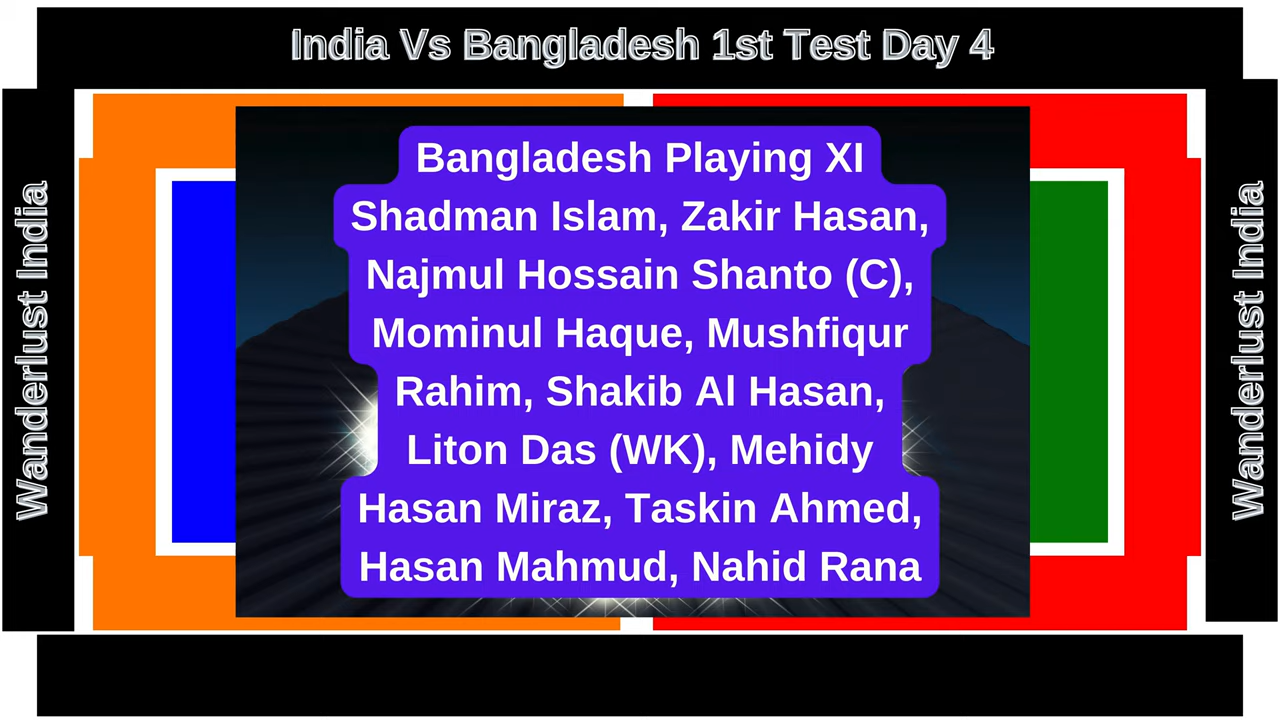 India Vs Bangladesh 1st Test Day 4
Wanderlust India
Bangladesh Playing XI
Shadman Islam, Zakir Hasan,
Najmul Hossain Shanto (C),
Mominul Haque, Mushfiqur
Rahim, Shakib Al Hasan,
Liton Das (WK), Mehidy
Hasan Miraz, Taskin Ahmed,
Hasan Mahmud, Nahid Rana
Wanderlust India